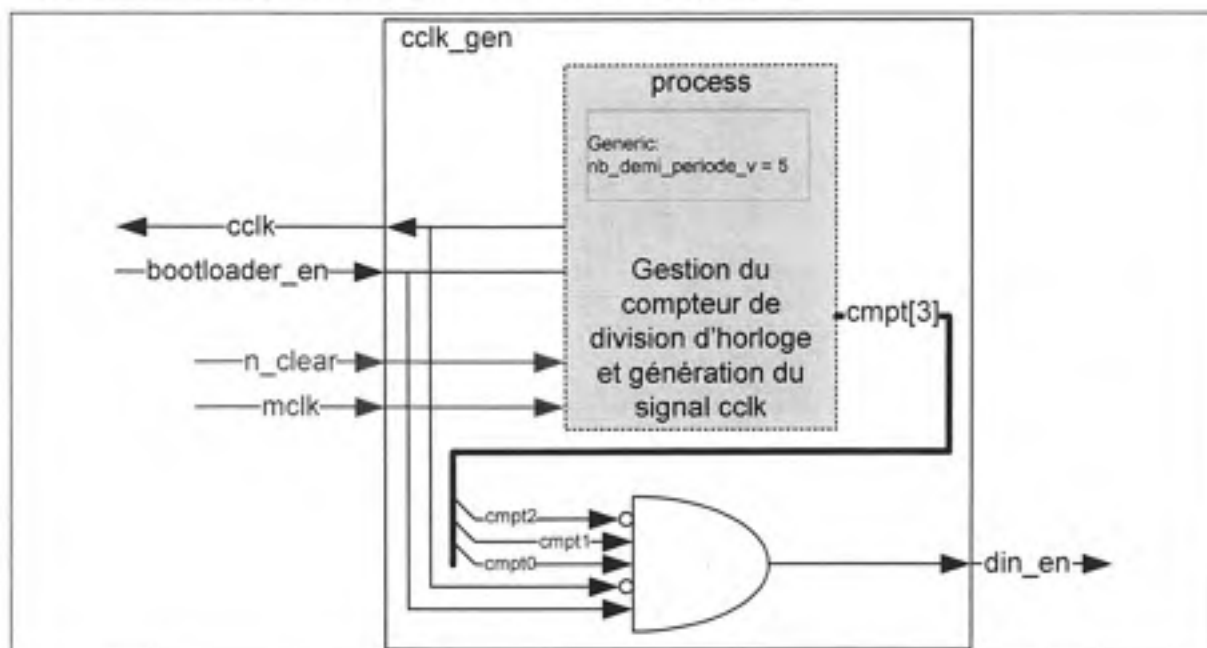 cclk_gen
process
Generic:
nb_demi_periode_v = 5
cclk
bootloader_en
Gestion du
compteur de
division d'horloge
et génération du
signal cclk
cmpt[3]
n_clear
mclk
cmpt2
cmpt1
cmpt0
din_en